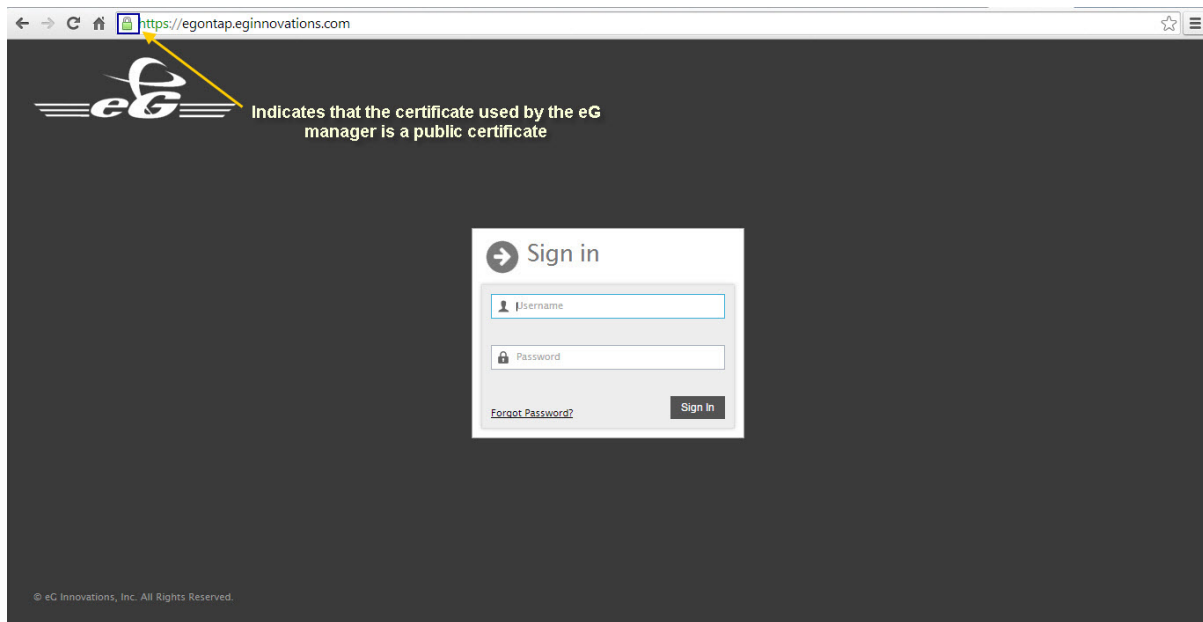 https://egontap.eginnovations.com
eG
Indicates that the certificate used by the eG
manager is a public certificate
Sign in
Username
Password
Forgot Password?
Sign In
© eG Innovations, Inc. All Rights Reserved.